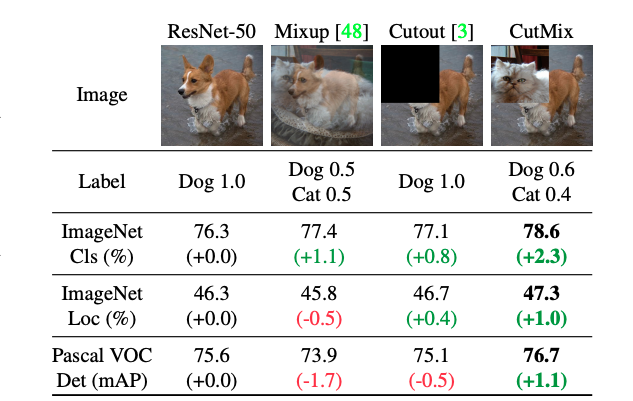 ResNet-50 Mixup [48] Cutout [3] CutMix
Image
Label Dog 1.0 Dog 0.5 Cat 0.5 Dog 1.0 Dog 0.6 Cat 0.4
ImageNet 76.3 77.4 77.1 78.6
Cls (%) (+0.0) (+1.1) (+0.8) (+2.3)
ImageNet 46.3 45.8 46.7 47.3
Loc (%) (+0.0) (-0.5) (+0.4) (+1.0)
Pascal VOC 75.6 73.9 75.1 76.7
Det (mAP) (+0.0) (-1.7) (-0.5) (+1.1)